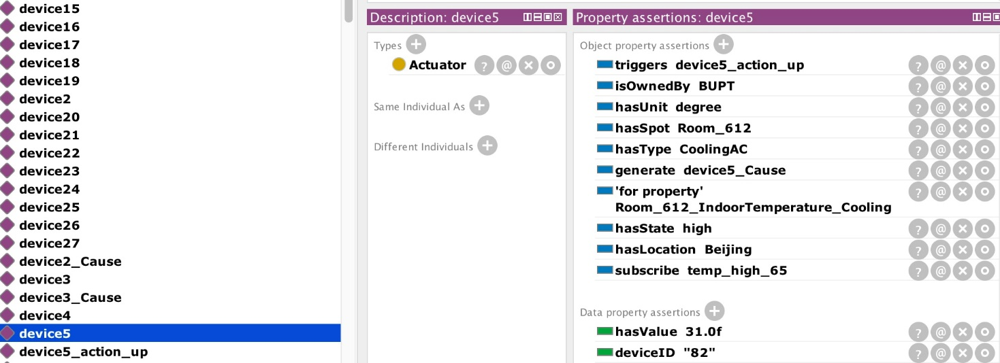 device15
device16
device17
device18
device19
device2
device20
device21
device22
device23
device24
device25
device26
device27
device2_Cause
device3
device3_Cause
device4
device5
device5_action_up
Description: device5
Types
Actuator
Same Individual As
Different Individuals
Property assertions: device5
Object property assertions
triggers device5_action_up
isOwnedBy BUPT
hasUnit degree
hasSpot Room_612
hasType CoolingAC
generate device5_Cause
'for property'
Room_612_IndoorTemperature_Cooling
hasState high
hasLocation Beijing
subscribe temp_high_65
Data property assertions
hasValue 31.0f
deviceID "82"